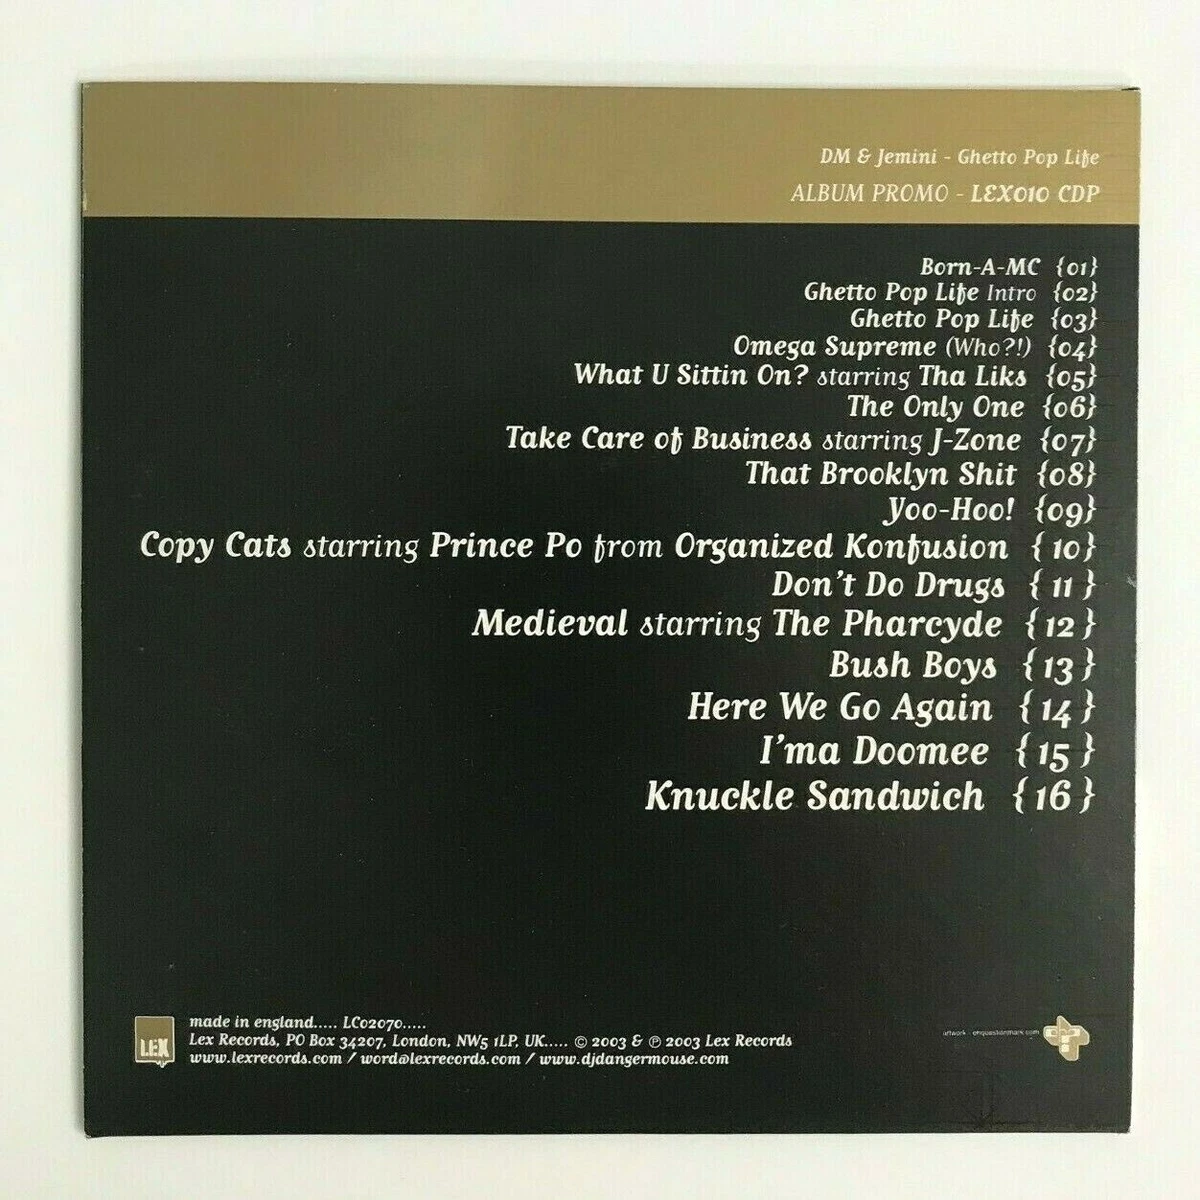 DM & Jemini - Ghetto Pop Life
ALBUM PROMO - LEX010 CDP
Born-A-MC {01}
Ghetto Pop Life Intro {02}
Ghetto Pop Life {03}
Omega Supreme (Who?!) {04}
What U Sittin On? starring Tha Liks {05}
The Only One {06}
Take Care of Business starring J-Zone {07}
That Brooklyn Shit {08}
Yoo-Hoo! {09}
Copy Cats starring Prince Po from Organized Konfusion { 10 }
Don't Do Drugs { 11 }
Medieval starring The Pharcyde { 12 }
Bush Boys { 13 }
Here We Go Again { 14 }
I'ma Doomee { 15 }
Knuckle Sandwich { 16 }
LEX
made in england..... LC02070.....
Lex Records, PO Box 34207, London, NW5 1LP, UK..... © 2003 & ℗ 2003 Lex Records
www.lexrecords.com / word@lexrecords.com / www.djdangermouse.com
artwork - ehquestionmark.com